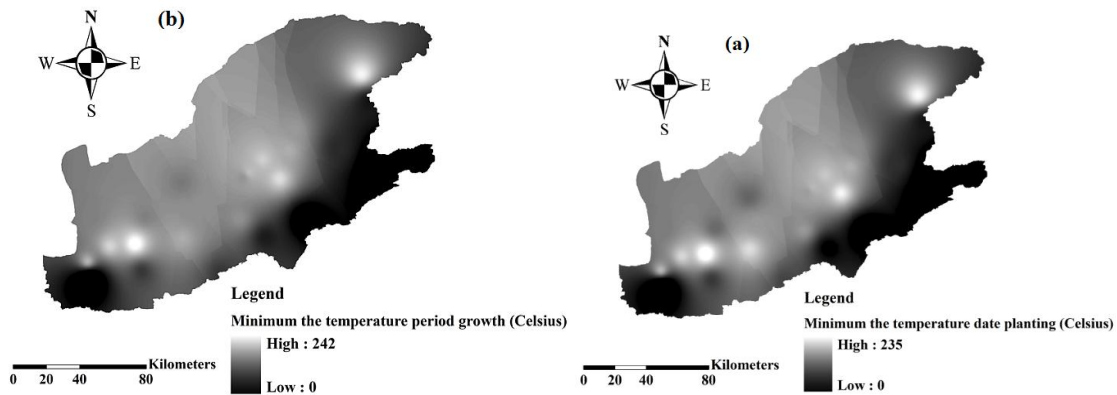 (b)
N
W E
S
Legend
Minimum the temperature period growth (Celsius)
High : 242
Low : 0
Kilometers
0 20 40 80
(a)
N
W E
S
Legend
Minimum the temperature date planting (Celsius)
High : 235
Low : 0
Kilometers
0 20 40 80